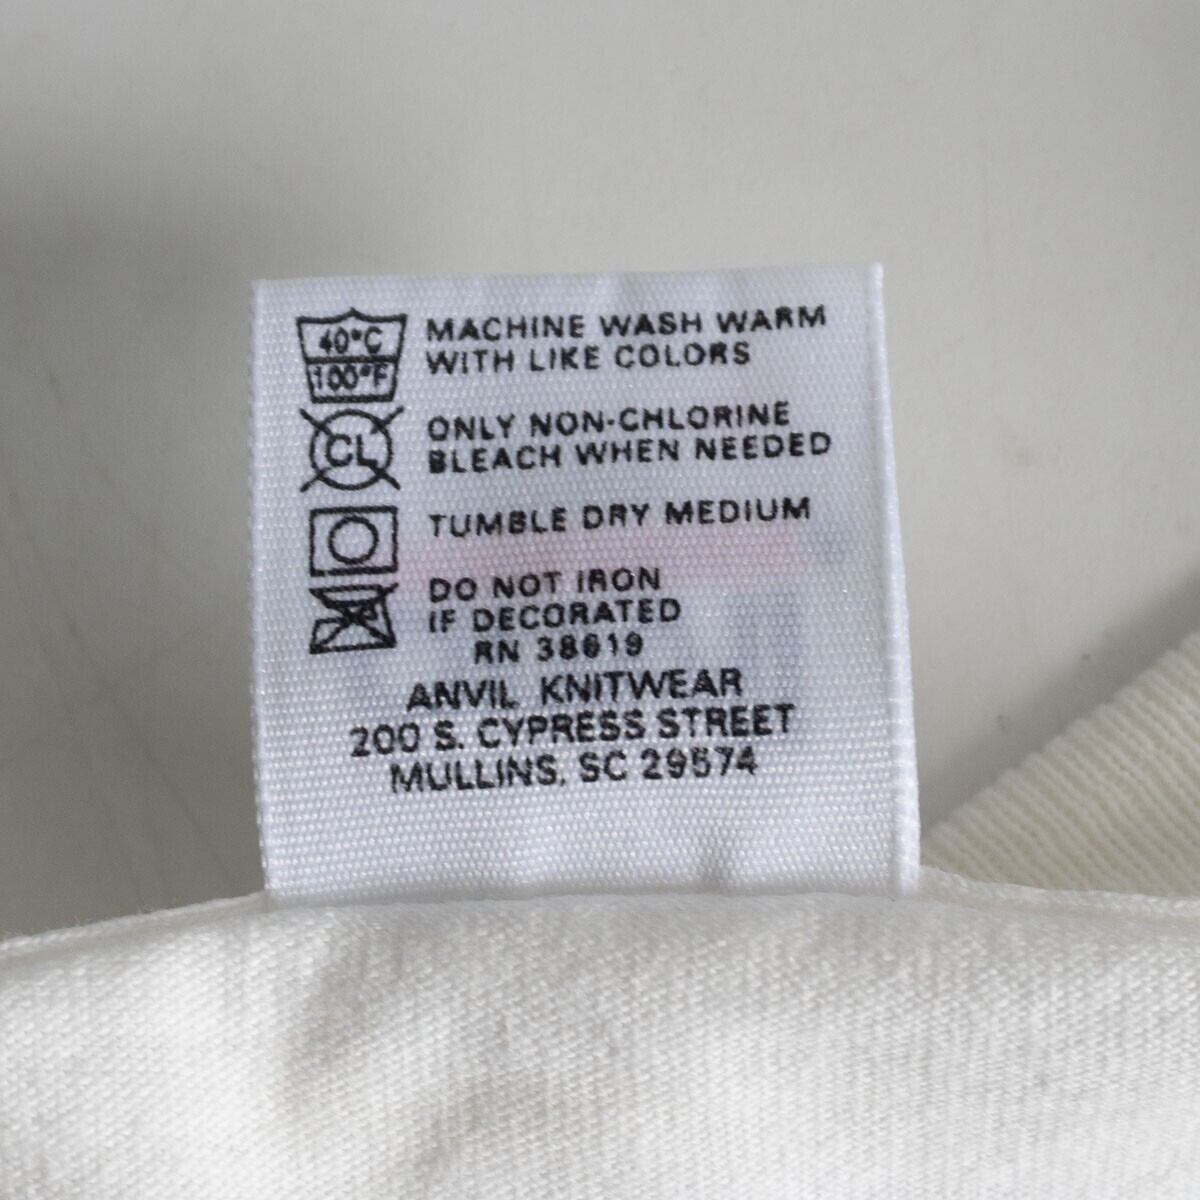 40°C
100°F
MACHINE WASH WARM
WITH LIKE COLORS
CL
ONLY NON-CHLORINE
BLEACH WHEN NEEDED
TUMBLE DRY MEDIUM
DO NOT IRON
IF DECORATED
RN 38619
ANVIL KNITWEAR
200 S. CYPRESS STREET
MULLINS, SC 29574